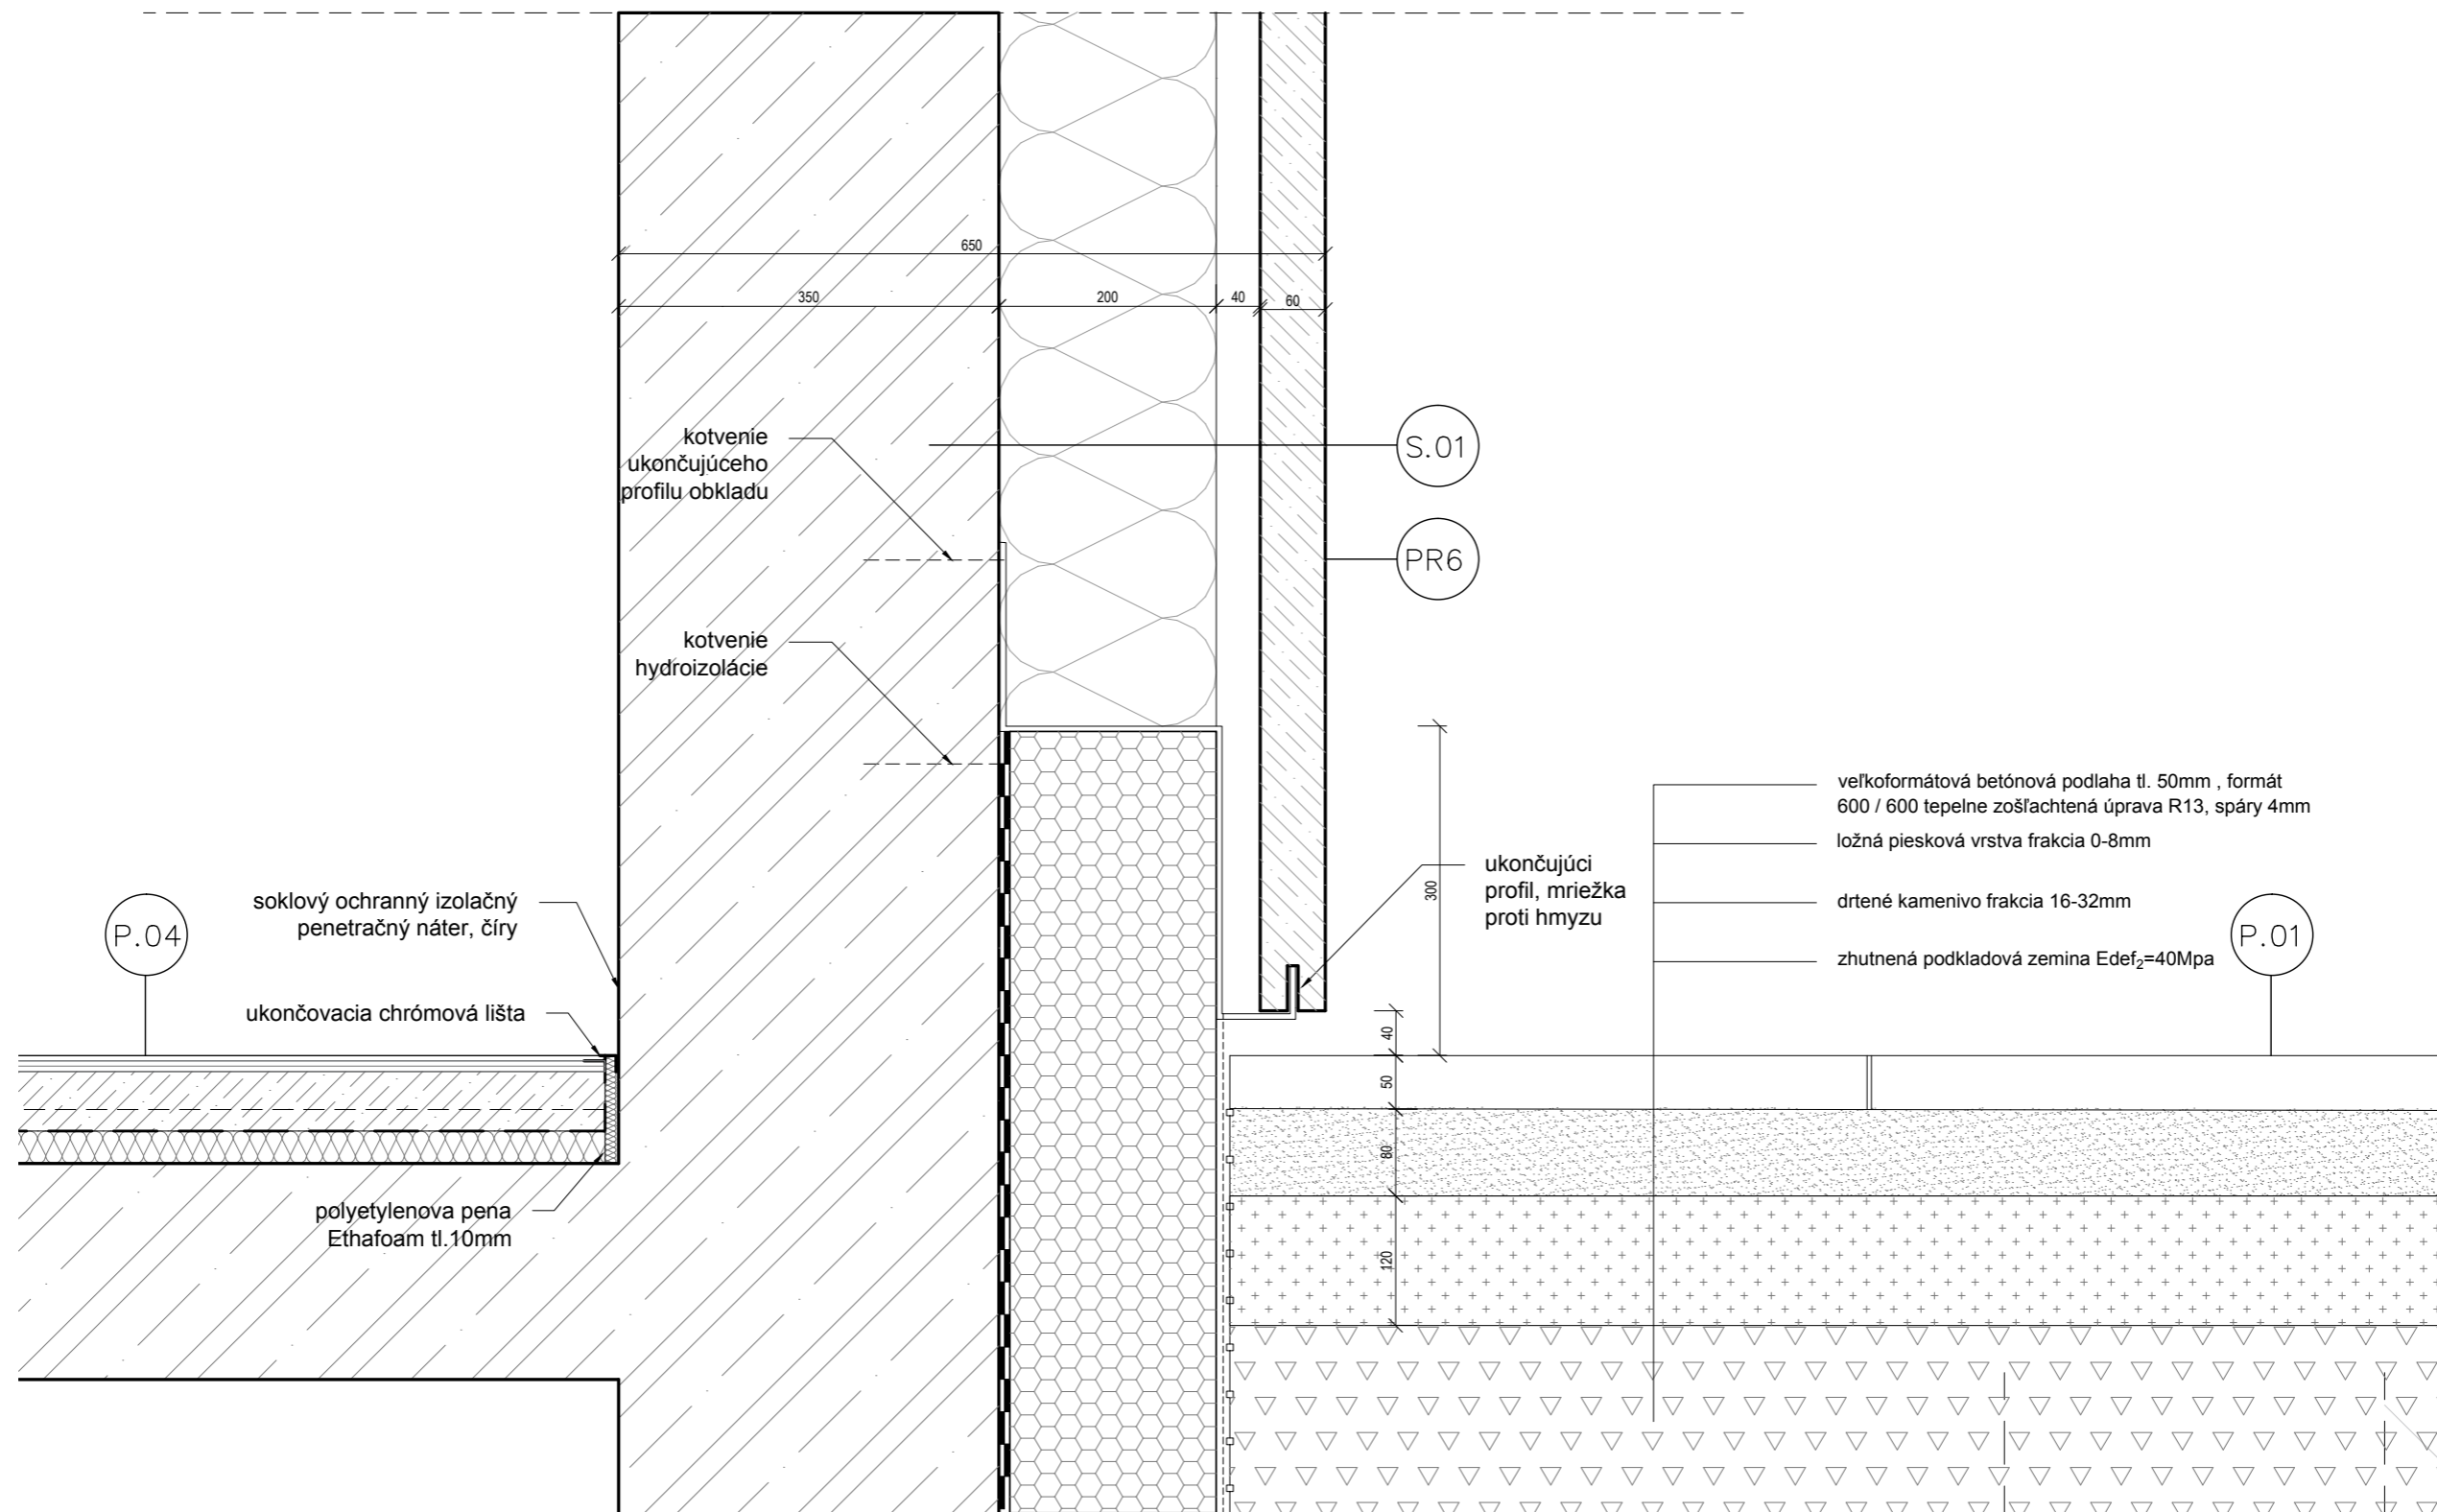 650
350
200
40
60
kotvenie
ukončujúceho
profilu obkladu
S.01
PR6
kotvenie
hydroizolácie
veľkoformátová betónová podlaha tl. 50mm , formát
600 / 600 tepelne zošľachtená úprava R13, spáry 4mm
ložná piesková vrstva frakcia 0-8mm
drtené kamenivo frakcia 16-32mm
zhutnená podkladová zemina Edef₂=40Mpa
P.01
ukončujúci
profil, mriežka
proti hmyzu
300
P.04
soklový ochranný izolačný
penetračný náter, číry
ukončovacia chrómová lišta
40
50
80
120
polyetylenova pena
Ethafoam tl.10mm